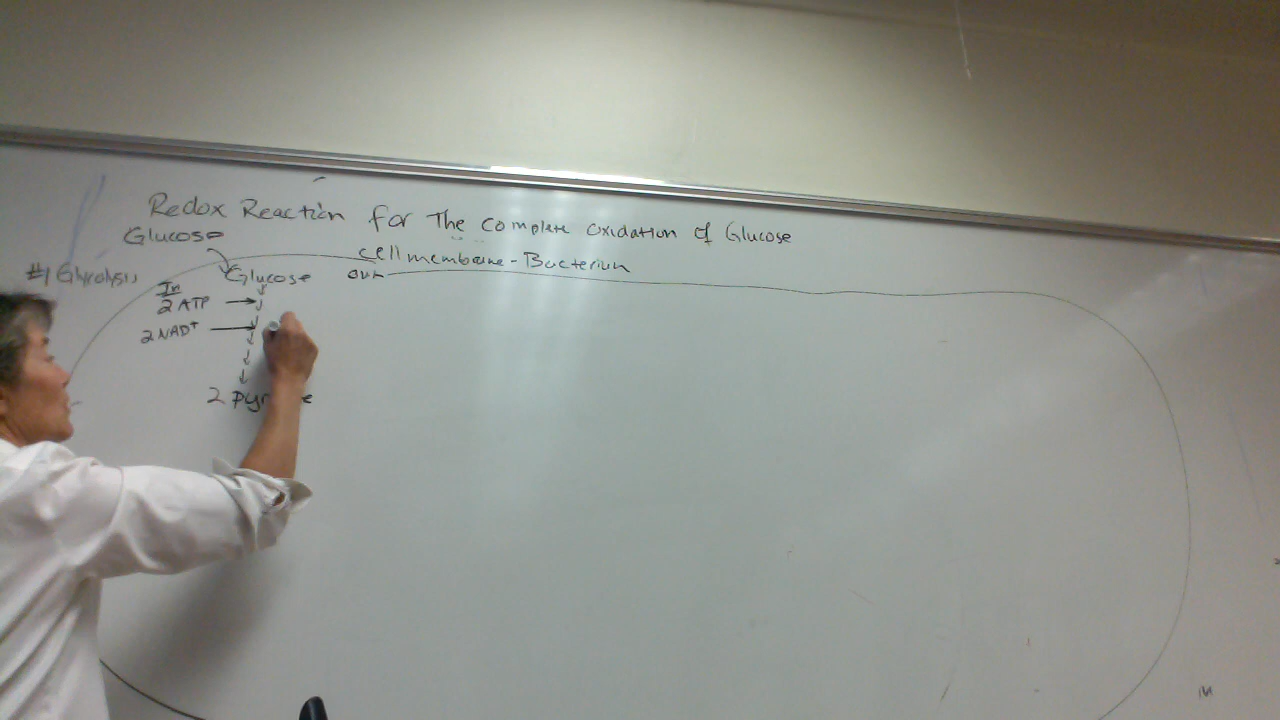 Redox Reaction for The Complete Oxidation of Glucose
Glucose
cell membrane - Bacterium
#1 Glycolysis
Glucose
out
In
2 ATP
2 NAD+
2